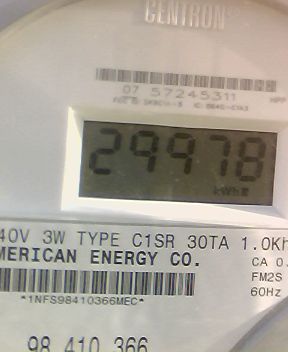 CENTRON
07 57245311
29978
kWh
40V 3W TYPE C1SR 30TA 1.0Kh
MERICAN ENERGY CO.
CA 0.
FM2S
60Hz
*1NFS98410366MEC*
98 410 366